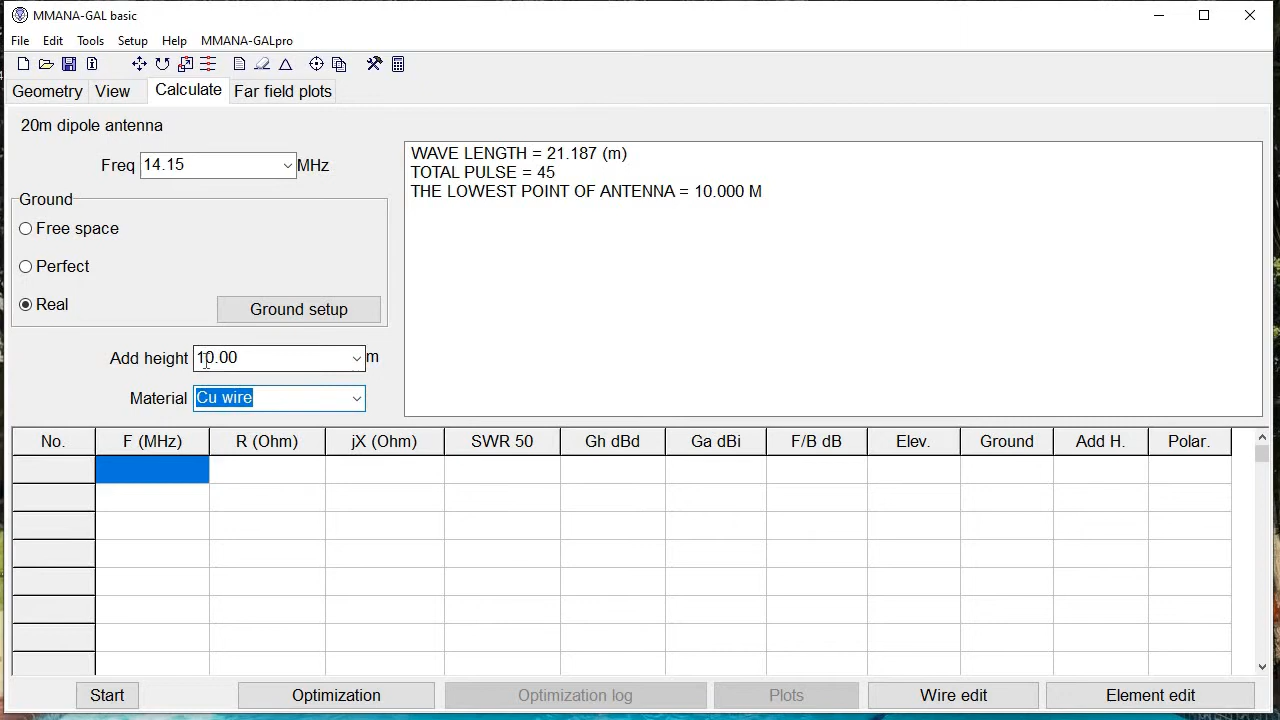 MMANA-GAL basic
File Edit Tools Setup Help MMANA-GALpro
Geometry View Calculate Far field plots
20m dipole antenna
Freq 14.15 MHz
Ground
Free space
Perfect
Real Ground setup
Add height 10.00 m
Material Cu wire
WAVE LENGTH = 21.187 (m)
TOTAL PULSE = 45
THE LOWEST POINT OF ANTENNA = 10.000 M
No. F (MHz) R (Ohm) jX (Ohm) SWR 50 Gh dBd Ga dBi F/B dB Elev. Ground Add H. Polar.
Start Optimization Optimization log Plots Wire edit Element edit